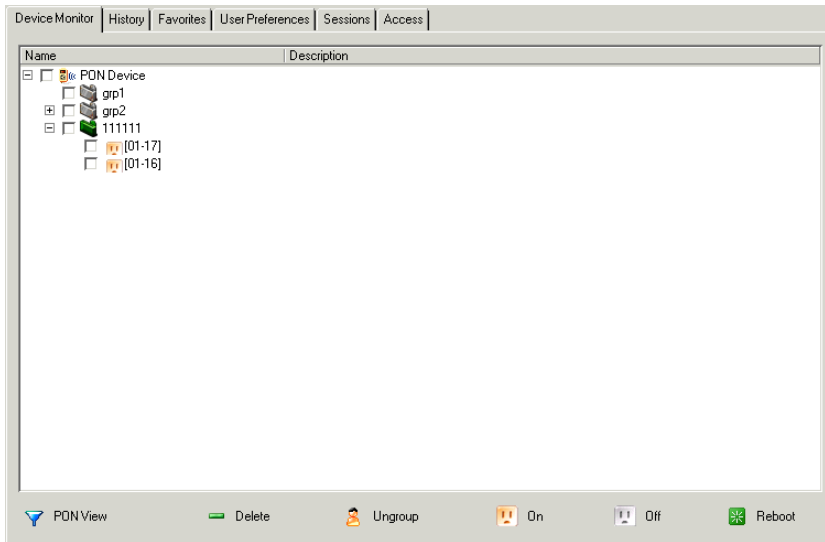 Device Monitor History Favorites User Preferences Sessions Access
Name Description
PON Device
grp1
grp2
111111
[01-17]
[01-16]
PON View Delete Ungroup On Off Reboot